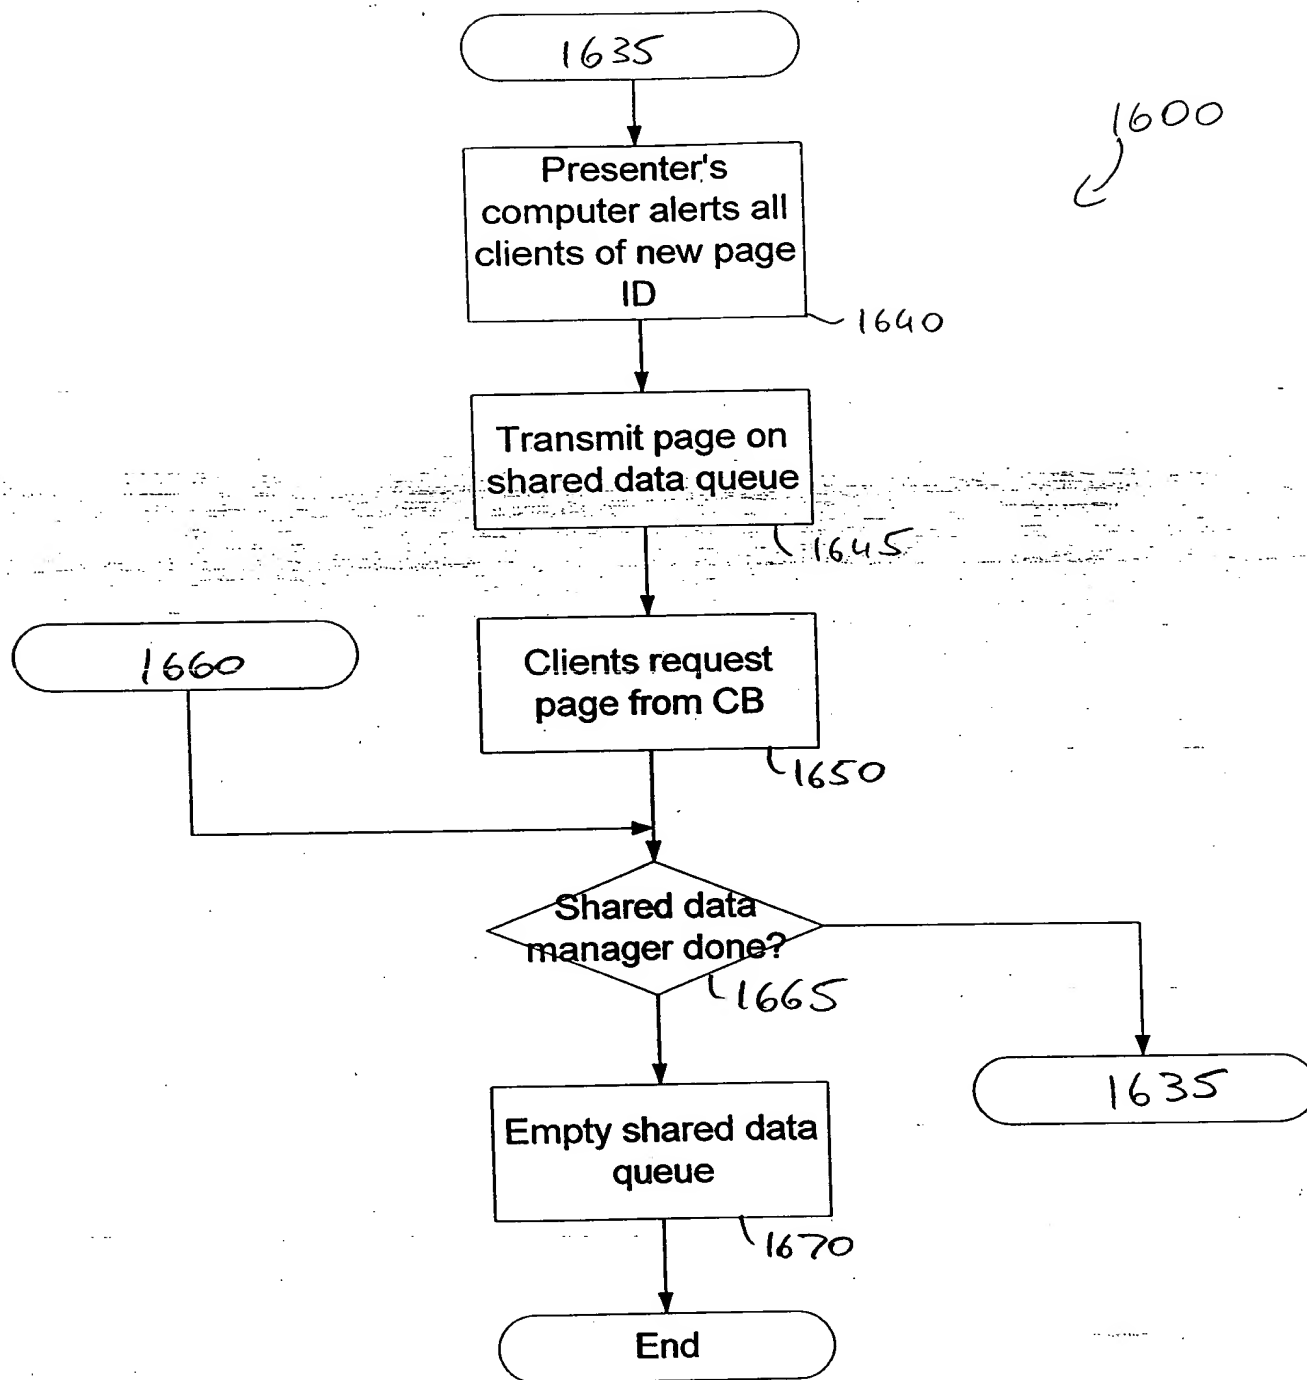 1635
1600
Presenter's
computer alerts all
clients of new page
ID
1640
Transmit page on
shared data queue
1645
1660
Clients request
page from CB
1650
Shared data
manager done?
1665
1635
Empty shared data
queue
1670
End